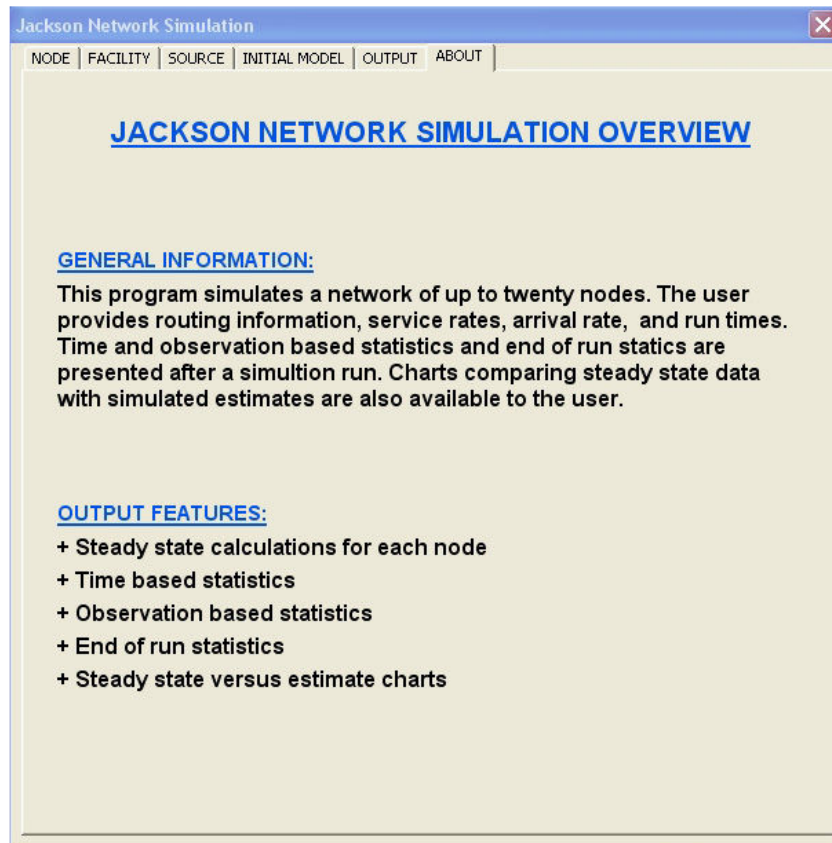 Jackson Network Simulation
NODE FACILITY SOURCE INITIAL MODEL OUTPUT ABOUT
JACKSON NETWORK SIMULATION OVERVIEW
GENERAL INFORMATION:
This program simulates a network of up to twenty nodes. The user
provides routing information, service rates, arrival rate, and run times.
Time and observation based statistics and end of run statics are
presented after a simultion run. Charts comparing steady state data
with simulated estimates are also available to the user.
OUTPUT FEATURES:
+ Steady state calculations for each node
+ Time based statistics
+ Observation based statistics
+ End of run statistics
+ Steady state versus estimate charts